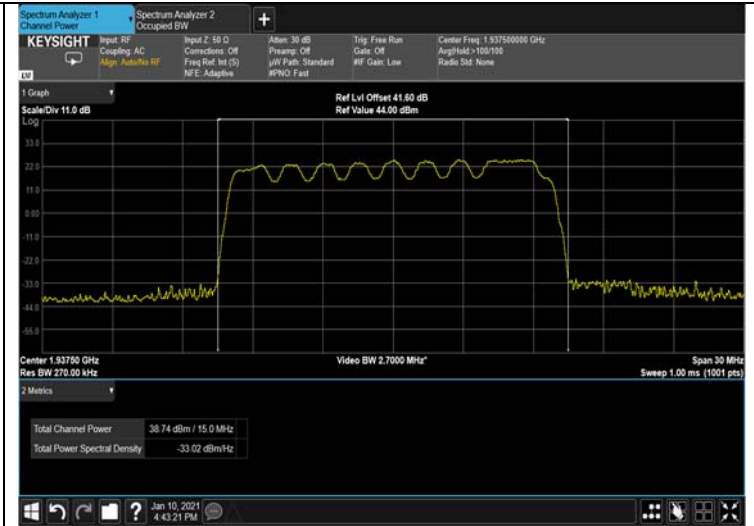 Spectrum Analyzer 1
Channel Power
Spectrum Analyzer 2
Occupied BW
+
KEYSIGHT
Input: RF
Coupling: AC
Align: Auto/No RF
Input Z: 50 Ω
Corrections: Off
Freq Ref: Int (S)
NFE: Adaptive
Atten: 30 dB
Preamp: Off
µW Path: Standard
#PNO: Fast
Trig: Free Run
Gate: Off
#IF Gain: Low
Center Freq: 1.937500000 GHz
Avg|Hold:>100/100
Radio Std: None
LXI
1 Graph
Scale/Div 11.0 dB
Ref Lvl Offset 41.60 dB
Ref Value 44.00 dBm
Log
33.0
22.0
11.0
0.00
-11.0
-22.0
-33.0
-44.0
-55.0
Center 1.93750 GHz
Res BW 270.00 kHz
Video BW 2.7000 MHz*
Span 30 MHz
Sweep 1.00 ms (1001 pts)
2 Metrics
Total Channel Power 38.74 dBm / 15.0 MHz
Total Power Spectral Density -33.02 dBm/Hz
?
Jan 10, 2021
4:43:21 PM